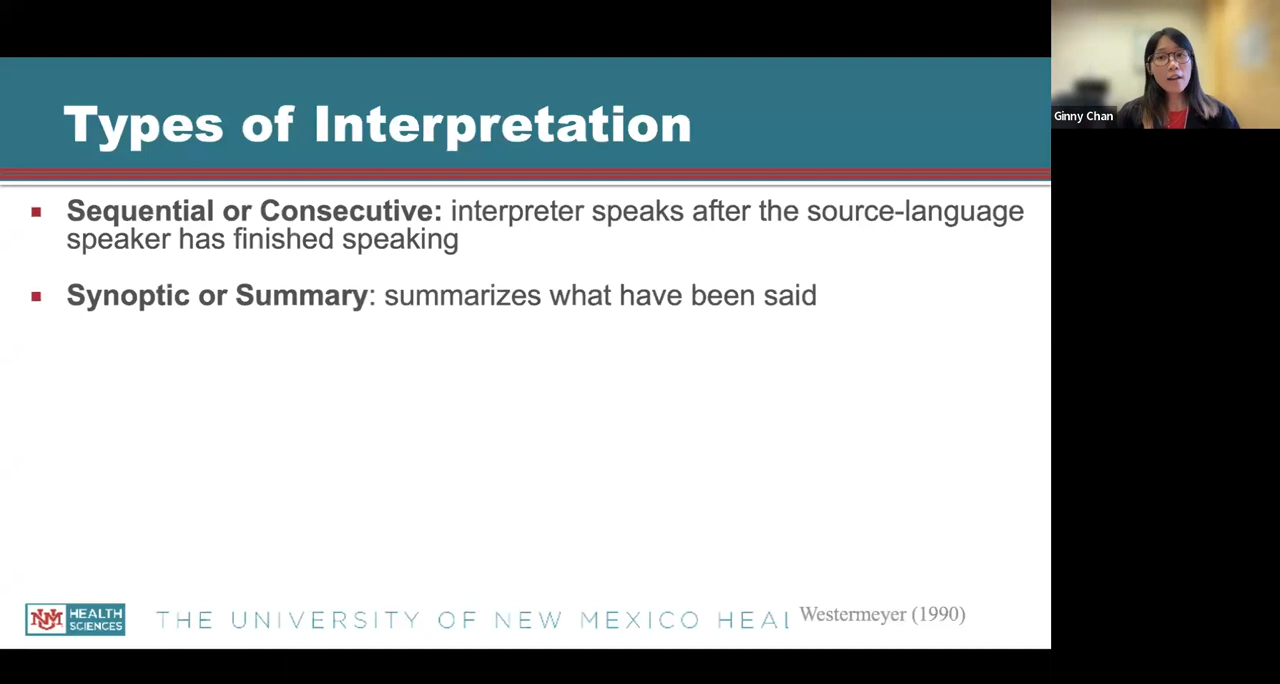 Types of Interpretation
Sequential or Consecutive: interpreter speaks after the source-language
speaker has finished speaking
Synoptic or Summary: summarizes what have been said
UNM HEALTH
SCIENCES
THE UNIVERSITY OF NEW MEXICO HEAL
Westermeyer (1990)
Ginny Chan